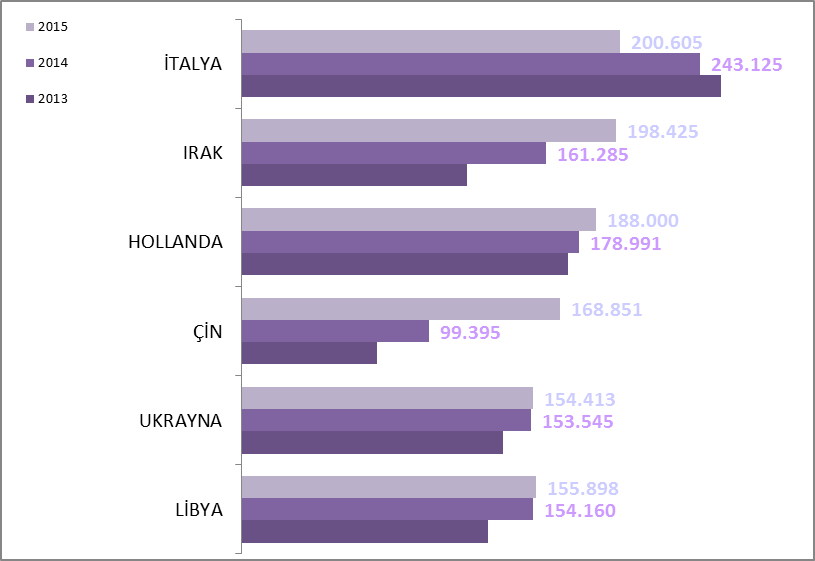 2015
2014
2013
İTALYA
200.605
243.125
IRAK
198.425
161.285
HOLLANDA
188.000
178.991
ÇİN
168.851
99.395
UKRAYNA
154.413
153.545
LİBYA
155.898
154.160